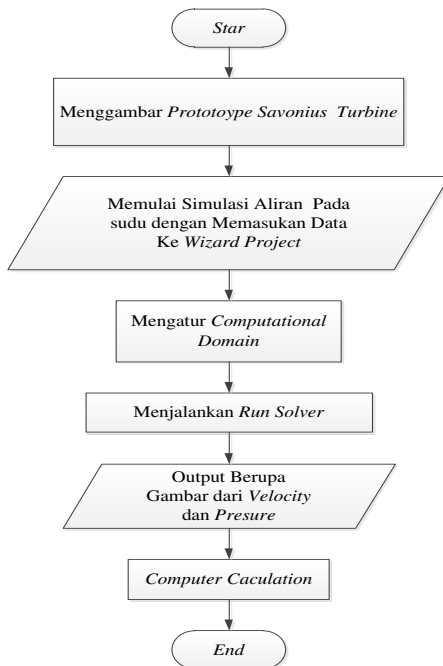 Star
Menggambar Prototoype Savonius Turbine
Memulai Simulasi Aliran Pada
sudu dengan Memasukan Data
Ke Wizard Project
Mengatur Computational
Domain
Menjalankan Run Solver
Output Berupa
Gambar dari Velocity
dan Presure
Computer Caculation
End